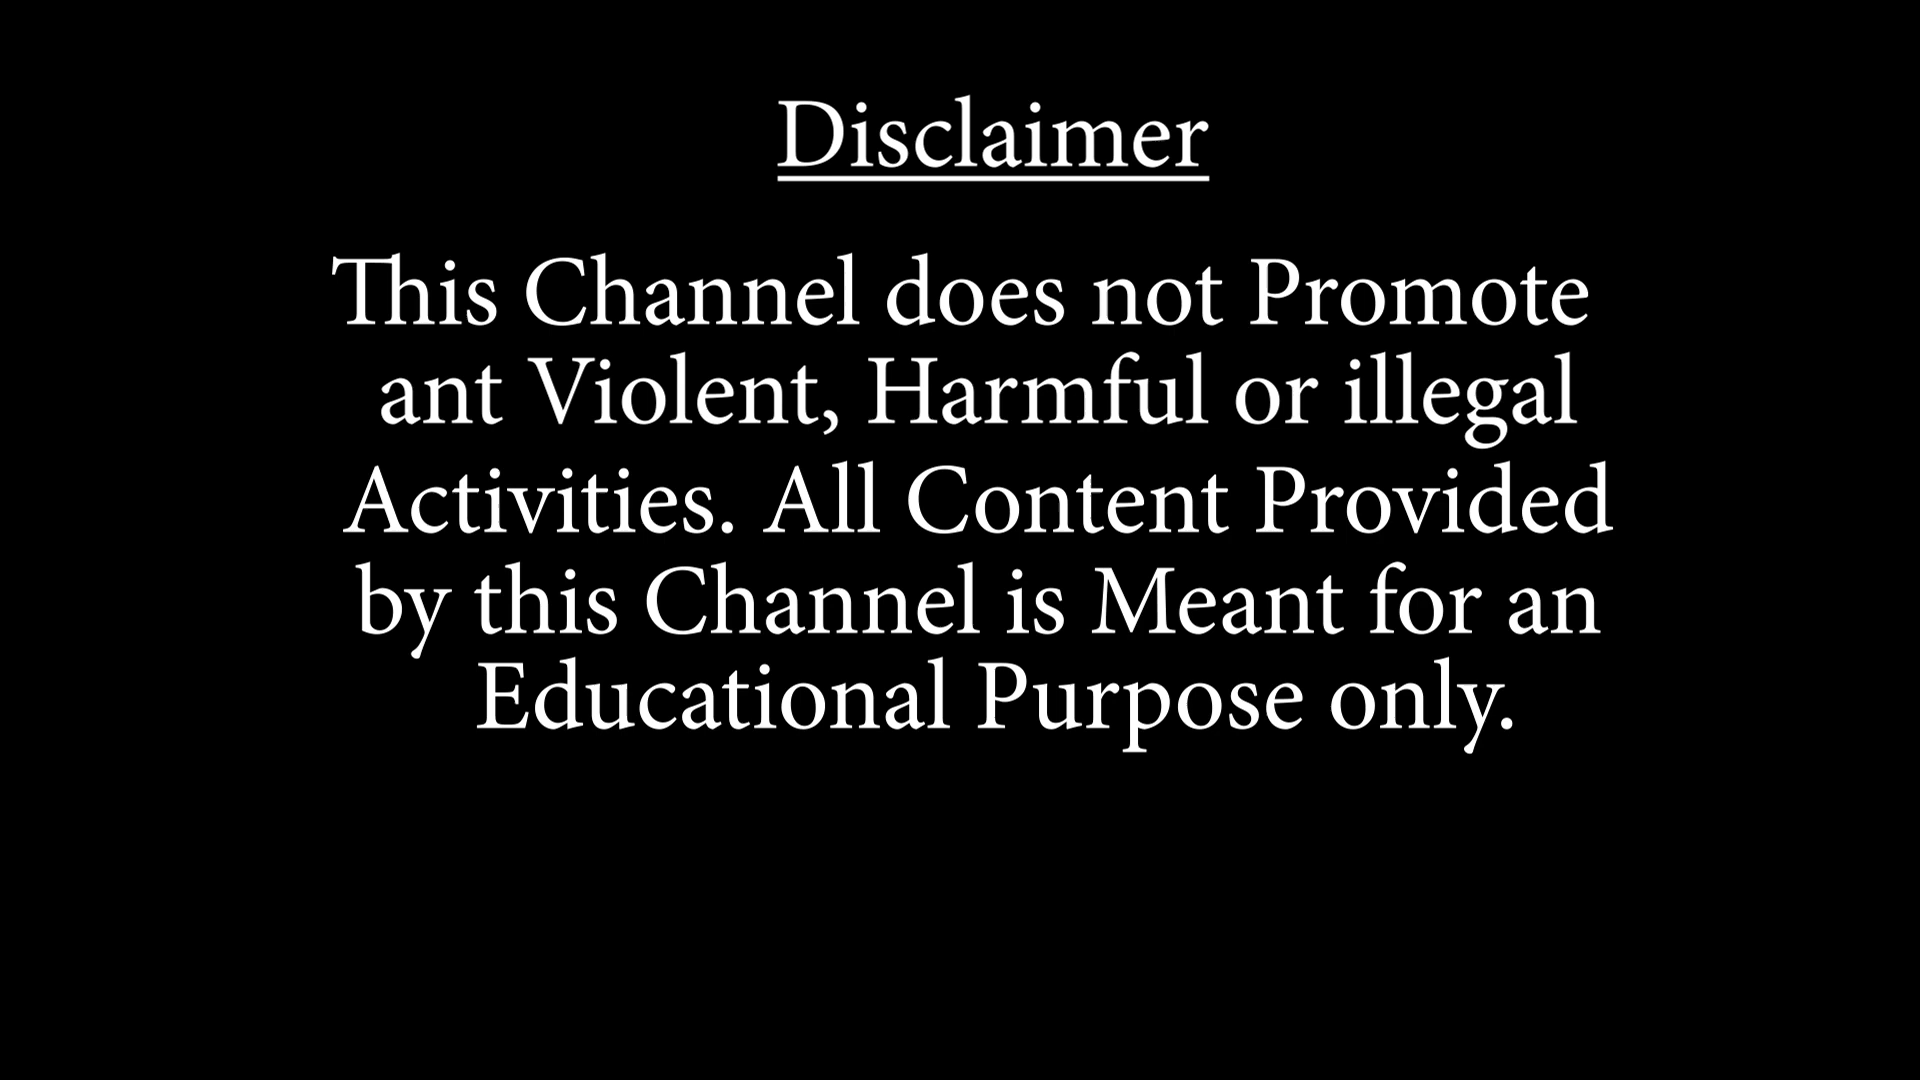 Disclaimer
This Channel does not Promote
ant Violent, Harmful or illegal
Activities. All Content Provided
by this Channel is Meant for an
Educational Purpose only.